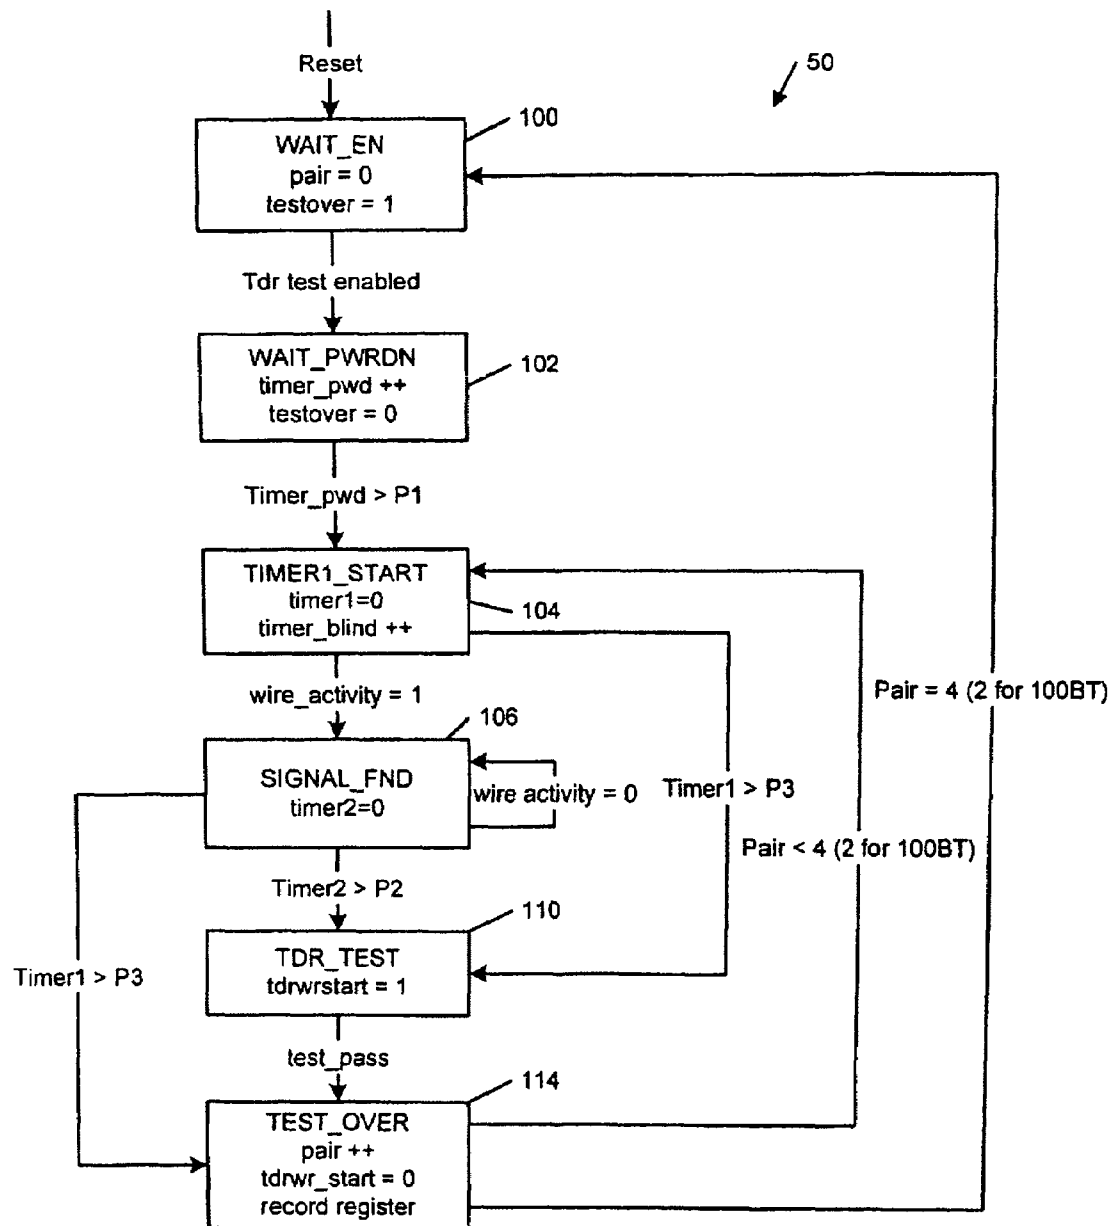 Reset
50
100
WAIT_EN
pair = 0
testover = 1
Tdr test enabled
WAIT_PWRDN
timer_pwd ++
testover = 0
102
Timer_pwd > P1
TIMER1_START
timer1=0
timer_blind ++
104
wire_activity = 1
Pair = 4 (2 for 100BT)
106
SIGNAL_FND
timer2=0
wire activity = 0
Timer1 > P3
Pair < 4 (2 for 100BT)
Timer2 > P2
110
TDR_TEST
tdrwrstart = 1
Timer1 > P3
test_pass
114
TEST_OVER
pair ++
tdrwr_start = 0
record register